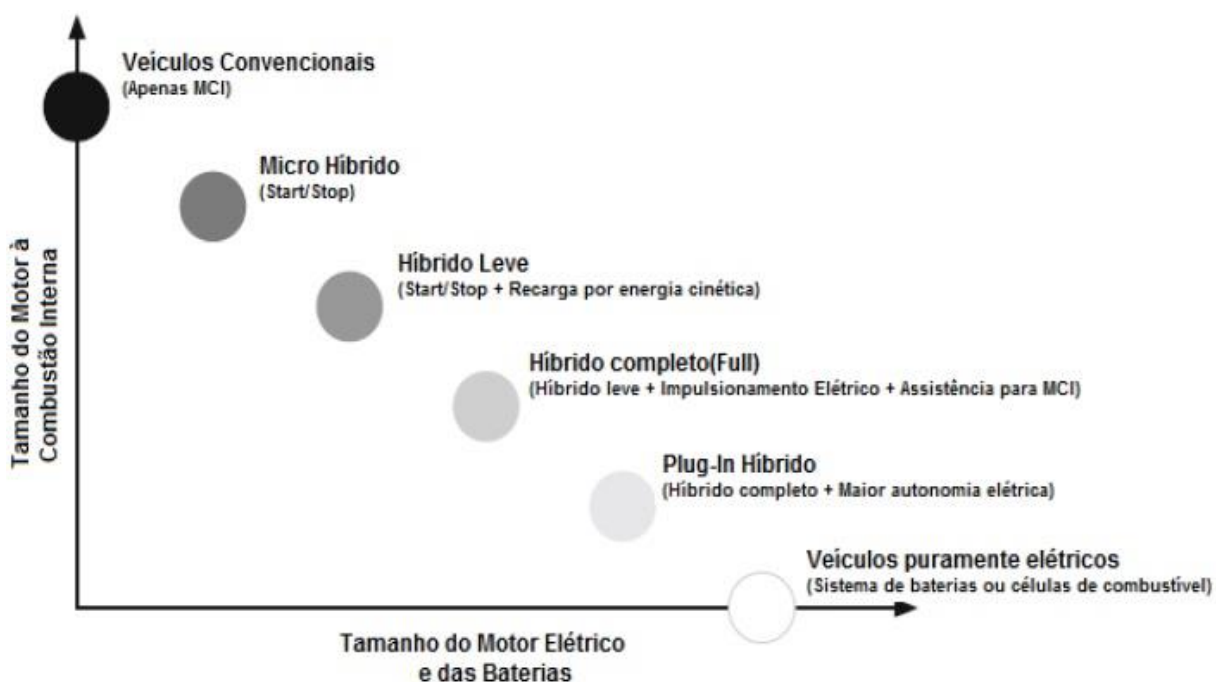 Veículos Convencionais
(Apenas MCI)
Micro Híbrido
(Start/Stop)
Híbrido Leve
(Start/Stop + Recarga por energia cinética)
Híbrido completo(Full)
(Híbrido leve + Impulsionamento Elétrico + Assistência para MCI)
Plug-In Híbrido
(Híbrido completo + Maior autonomia elétrica)
Veículos puramente elétricos
(Sistema de baterias ou células de combustível)
Tamanho do Motor à
Combustão Interna
Tamanho do Motor Elétrico
e das Baterias